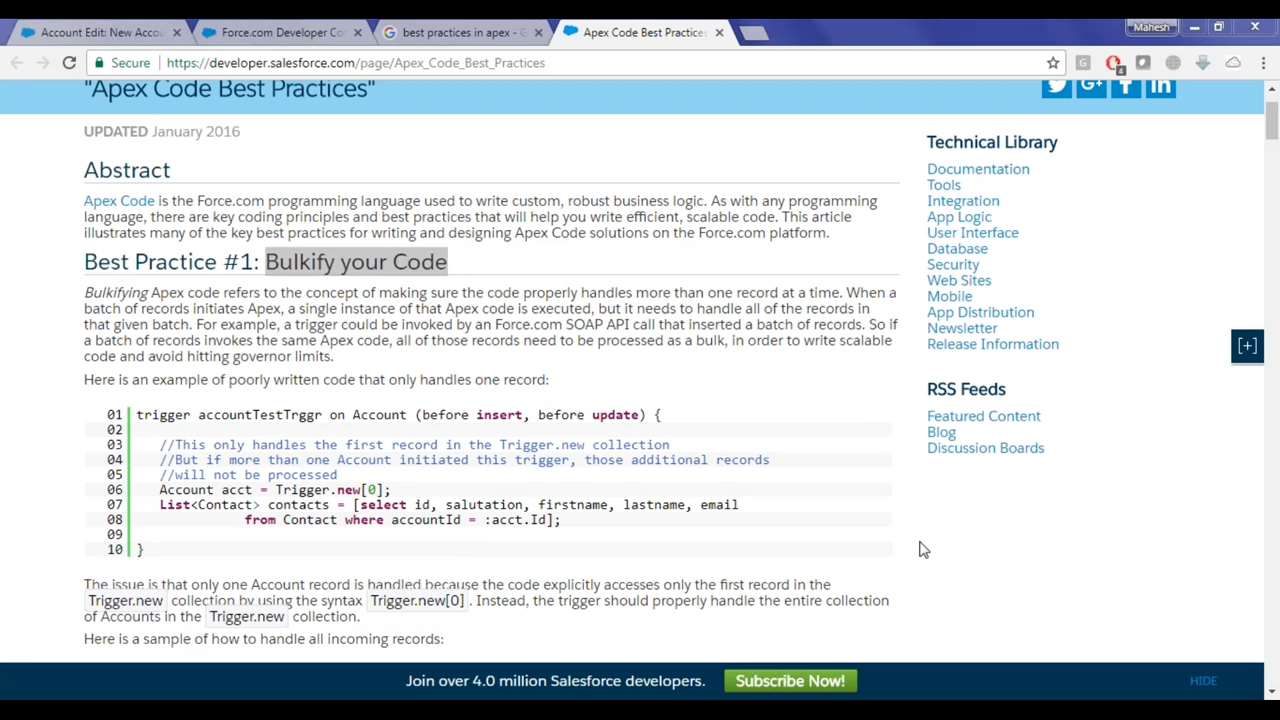 Account Edit: New Accou
Force.com Developer Co
best practices in apex - G
Apex Code Best Practice
Mahesh
Secure
https://developer.salesforce.com/page/Apex_Code_Best_Practices
4
"Apex Code Best Practices"
UPDATED January 2016
Abstract
Apex Code is the Force.com programming language used to write custom, robust business logic. As with any programming
language, there are key coding principles and best practices that will help you write efficient, scalable code. This article
illustrates many of the key best practices for writing and designing Apex Code solutions on the Force.com platform.
Best Practice #1: Bulkify your Code
Bulkifying Apex code refers to the concept of making sure the code properly handles more than one record at a time. When a
batch of records initiates Apex, a single instance of that Apex code is executed, but it needs to handle all of the records in
that given batch. For example, a trigger could be invoked by an Force.com SOAP API call that inserted a batch of records. So if
a batch of records invokes the same Apex code, all of those records need to be processed as a bulk, in order to write scalable
code and avoid hitting governor limits.
Here is an example of poorly written code that only handles one record:
01 trigger accountTestTrggr on Account (before insert, before update) {
02
03 //This only handles the first record in the Trigger.new collection
04 //But if more than one Account initiated this trigger, those additional records
05 //will not be processed
06 Account acct = Trigger.new[0];
07 List<Contact> contacts = [select id, salutation, firstname, lastname, email
08 from Contact where accountId = :acct.Id];
09
10 }
The issue is that only one Account record is handled because the code explicitly accesses only the first record in the
Trigger.new collection by using the syntax Trigger.new[0] . Instead, the trigger should properly handle the entire collection
of Accounts in the Trigger.new collection.
Here is a sample of how to handle all incoming records:
Technical Library
Documentation
Tools
Integration
App Logic
User Interface
Database
Security
Web Sites
Mobile
App Distribution
Newsletter
Release Information
RSS Feeds
Featured Content
Blog
Discussion Boards
[+]
Join over 4.0 million Salesforce developers.
Subscribe Now!
HIDE